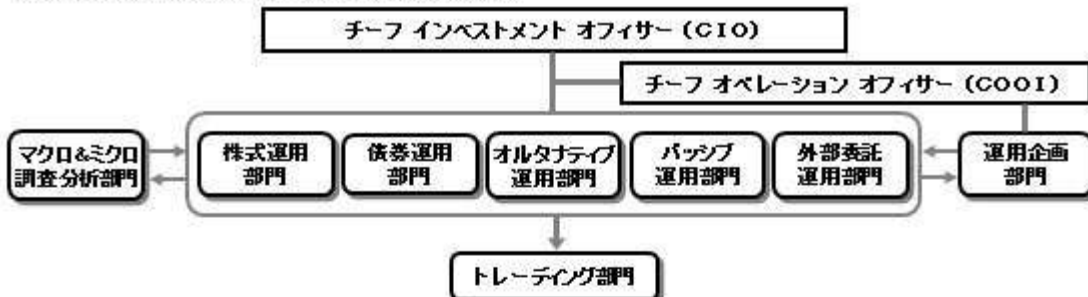 チーフ インベストメント オフィサー (CIO)
チーフ オペレーション オフィサー (COOI)
マクロ&ミクロ
調査分析部門
株式運用
部門
債券運用
部門
オルタナティブ
運用部門
パッシブ
運用部門
外部委託
運用部門
運用企画
部門
トレーディング部門